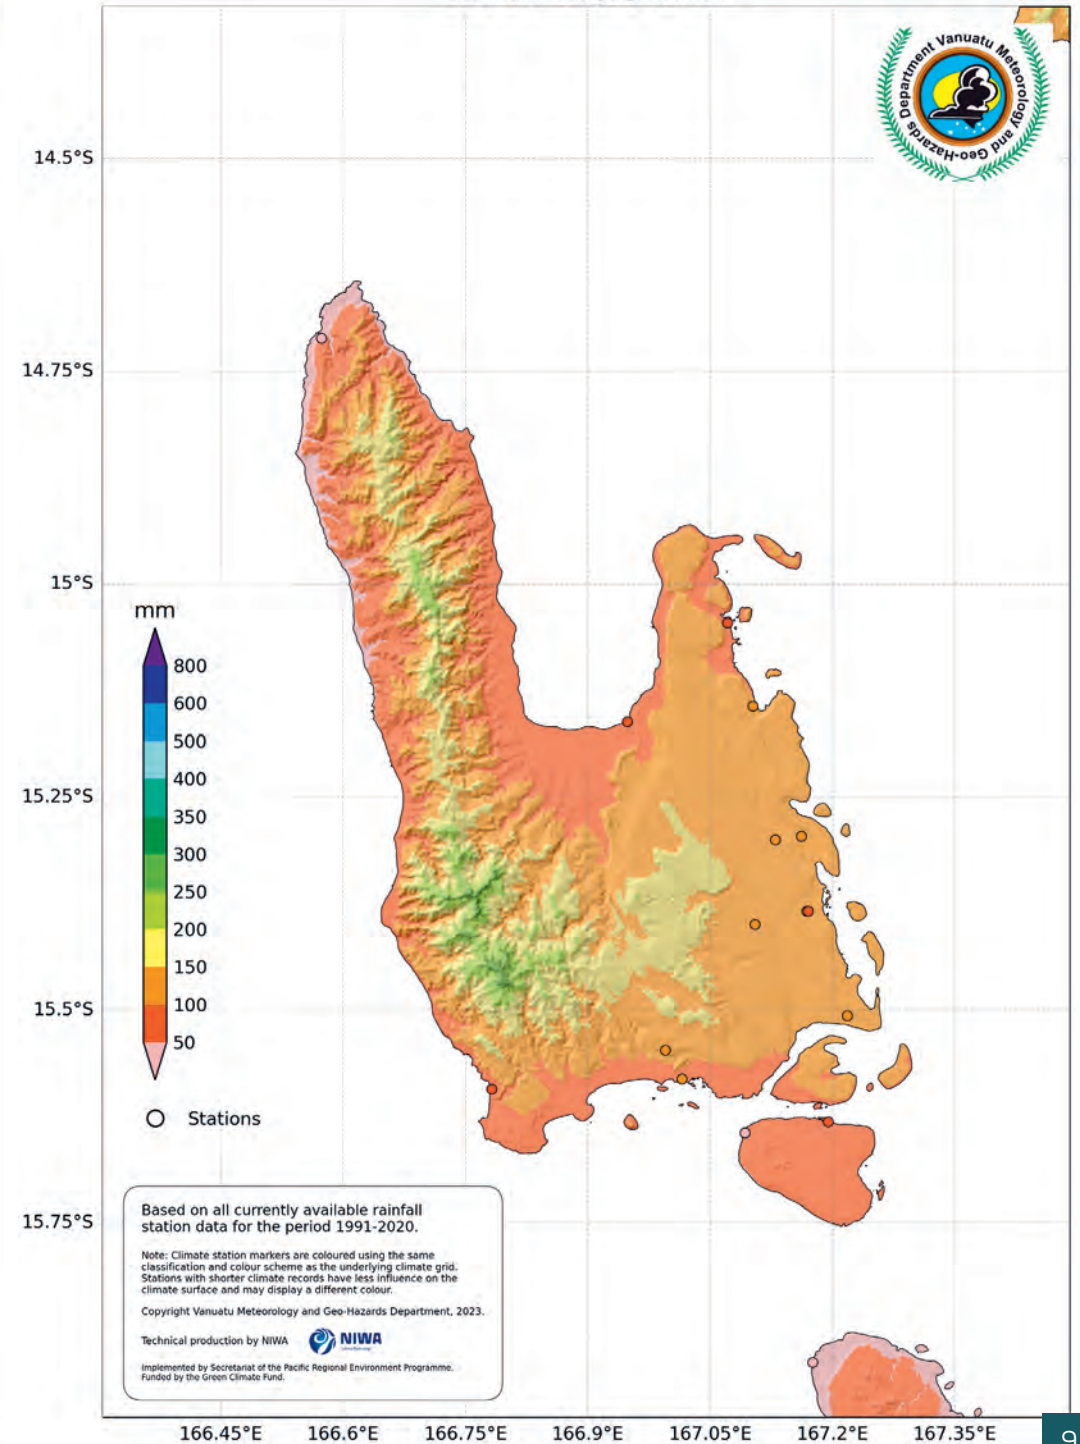 Vanuatu Meteorology and Geo-Hazards Department
14.5°S
14.75°S
15°S
15.25°S
15.5°S
15.75°S
mm
800
600
500
400
350
300
250
200
150
100
50
Stations
Based on all currently available rainfall
station data for the period 1991-2020.
Note: Climate station markers are coloured using the same
classification and colour scheme as the underlying climate grid.
Stations with shorter climate records have less influence on the
climate surface and may display a different colour.
Copyright Vanuatu Meteorology and Geo-Hazards Department, 2023.
Technical production by NIWA
NIWA
Implemented by Secretariat of the Pacific Regional Environment Programme.
Funded by the Green Climate Fund.
166.45°E 166.6°E 166.75°E 166.9°E 167.05°E 167.2°E 167.35°E